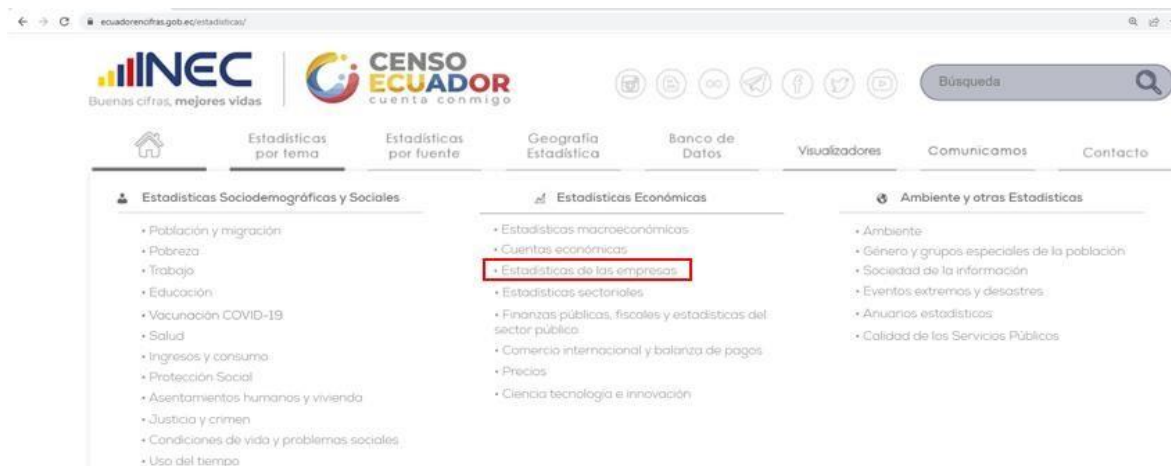 ecuadorencifras.gob.ec/estadisticas/
INEC
Buenas cifras, mejores vidas
CENSO
ECUADOR
cuenta conmigo
Búsqueda
Estadísticas
por tema
Estadísticas
por fuente
Geografía
Estadística
Banco de
Datos
Visualizadores
Comunicamos
Contacto
Estadísticas Sociodemográficas y Sociales
• Población y migración
• Pobreza
• Trabajo
• Educación
• Vacunación COVID-19
• Salud
• Ingresos y consumo
• Protección Social
• Asentamientos humanos y vivienda
• Justicia y crimen
• Condiciones de vida y problemas sociales
• Uso del tiempo
Estadísticas Económicas
• Estadísticas macroeconómicas
• Cuentas económicas
• Estadísticas de las empresas
• Estadísticas sectoriales
• Finanzas públicas, fiscales y estadísticas del
sector público
• Comercio internacional y balanza de pagos
• Precios
• Ciencia tecnología e innovación
Ambiente y otras Estadísticas
• Ambiente
• Género y grupos especiales de la población
• Sociedad de la información
• Eventos extremos y desastres
• Anuarios estadísticos
• Calidad de los Servicios Públicos